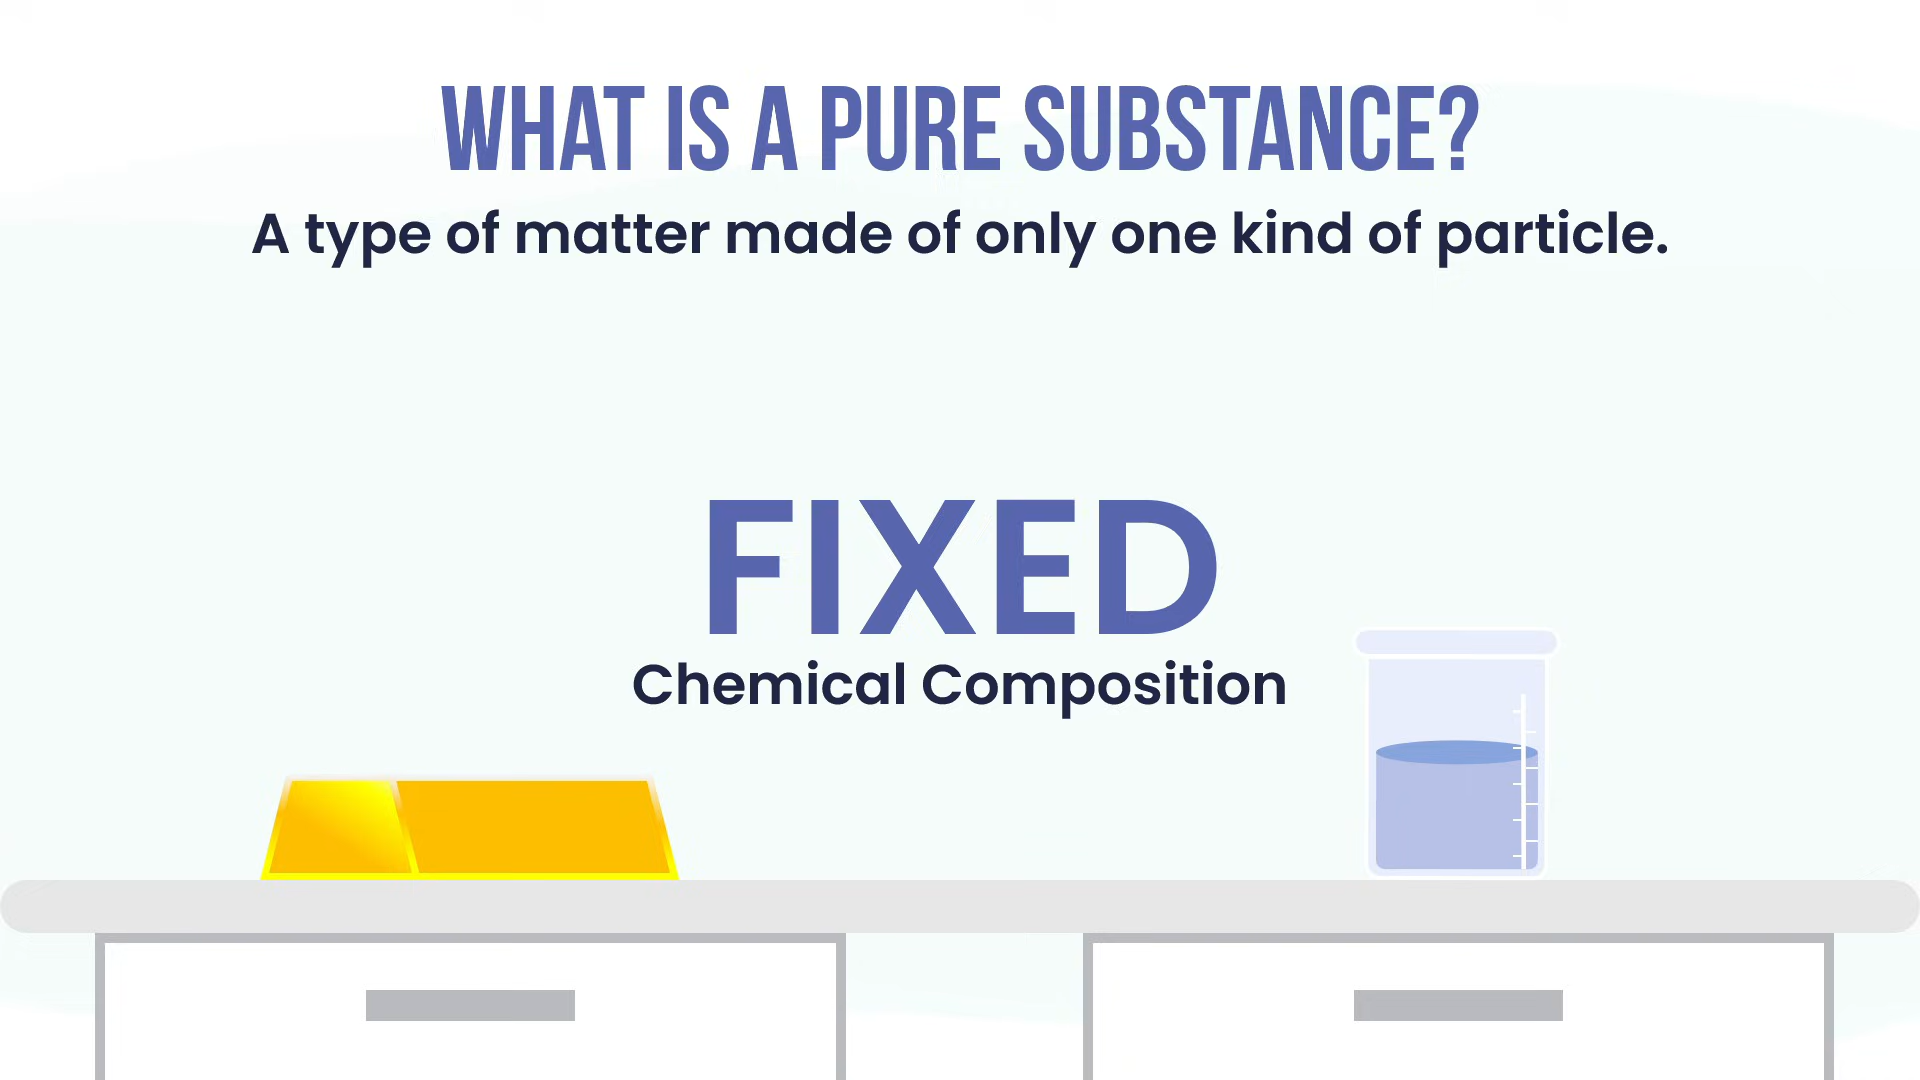 WHAT IS A PURE SUBSTANCE?
A type of matter made of only one kind of particle.
FIXED
Chemical Composition